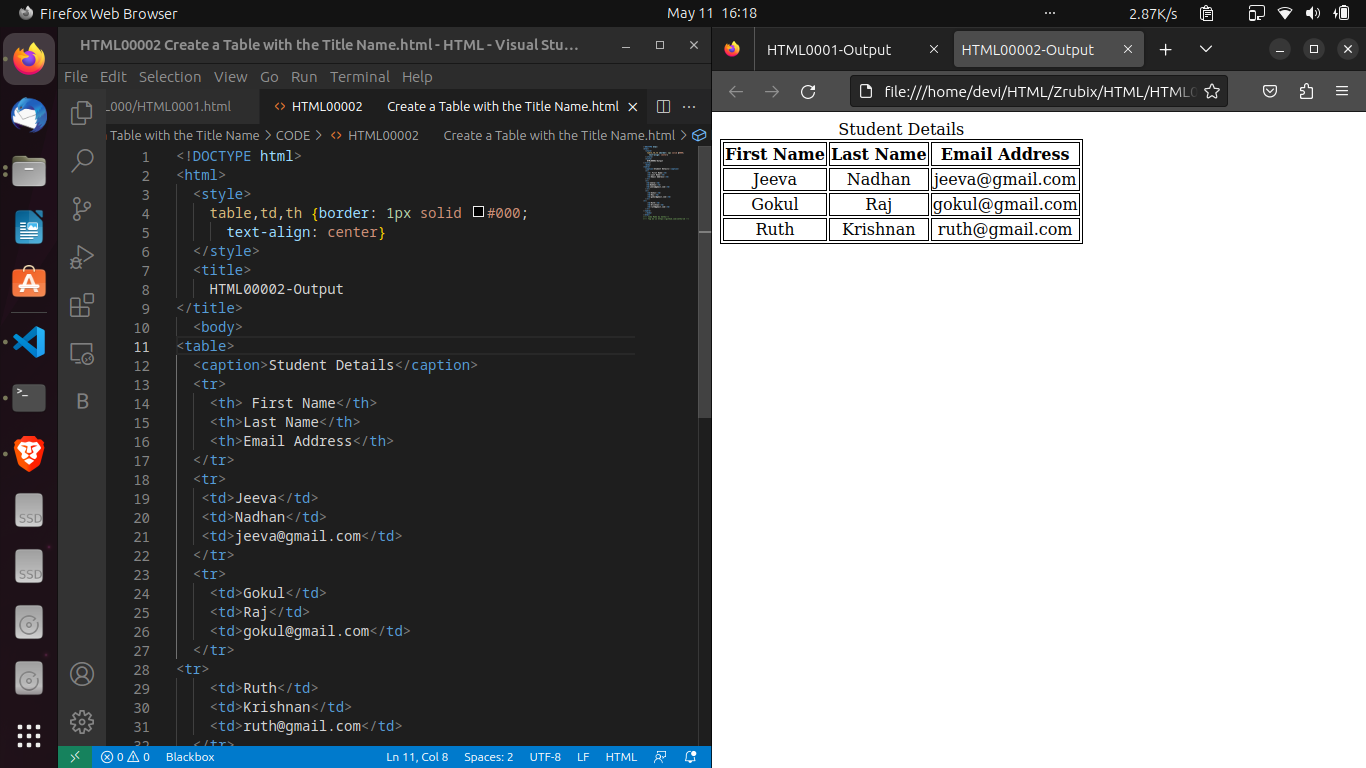 Firefox Web Browser
May 11 16:18
2.87K/s
HTML00002 Create a Table with the Title Name.html - HTML - Visual Stu...
File Edit Selection View Go Run Terminal Help
L000/HTML0001.html
HTML00002 Create a Table with the Title Name.html
Table with the Title Name > CODE > HTML00002 Create a Table with the Title Name.html >
1 <!DOCTYPE html>
2 <html>
3 <style>
4 table,td,th {border: 1px solid #000;
5 text-align: center}
6 </style>
7 <title>
8 HTML00002-Output
9 </title>
10 <body>
11 <table>
12 <caption>Student Details</caption>
13 <tr>
14 <th> First Name</th>
15 <th>Last Name</th>
16 <th>Email Address</th>
17 </tr>
18 <tr>
19 <td>Jeeva</td>
20 <td>Nadhan</td>
21 <td>jeeva@gmail.com</td>
22 </tr>
23 <tr>
24 <td>Gokul</td>
25 <td>Raj</td>
26 <td>gokul@gmail.com</td>
27 </tr>
28 <tr>
29 <td>Ruth</td>
30 <td>Krishnan</td>
31 <td>ruth@gmail.com</td>
32 </tr>
B
SSD
SSD
0 0 Blackbox Ln 11, Col 8 Spaces: 2 UTF-8 LF HTML
HTML0001-Output
HTML00002-Output
file:///home/devi/HTML/Zrubix/HTML/HTML0
Student Details
First Name Last Name Email Address
Jeeva Nadhan jeeva@gmail.com
Gokul Raj gokul@gmail.com
Ruth Krishnan ruth@gmail.com